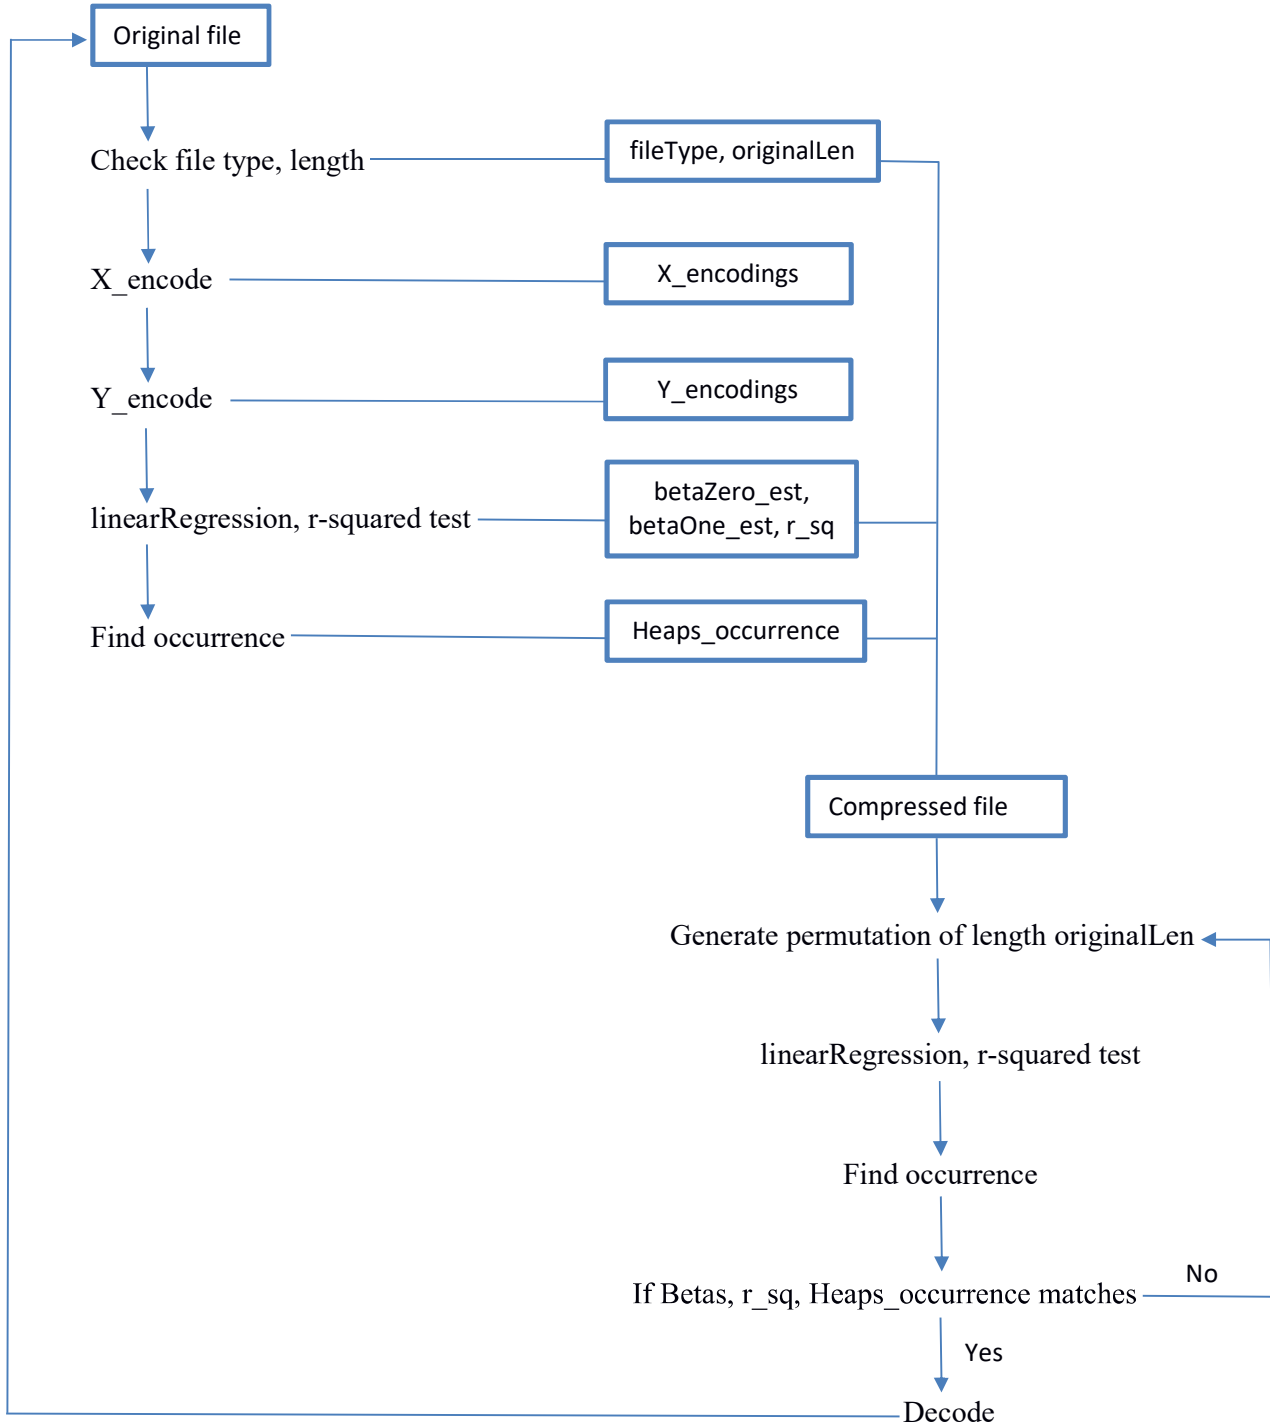 Original file
Check file type, length
fileType, originalLen
X_encode
X_encodings
Y_encode
Y_encodings
linearRegression, r-squared test
betaZero_est,
betaOne_est, r_sq
Find occurrence
Heaps_occurrence
Compressed file
Generate permutation of length originalLen
linearRegression, r-squared test
Find occurrence
If Betas, r_sq, Heaps_occurrence matches
No
Yes
Decode